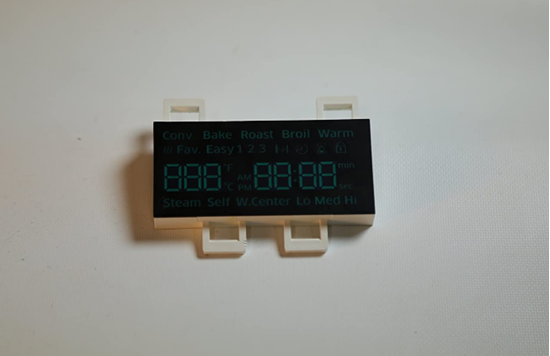 Conv. Bake Roast Broil Warm
Fav. Easy 1 2 3
888 °F °C AM PM 88:88 min
Steam Self W.Center Lo Med Hi